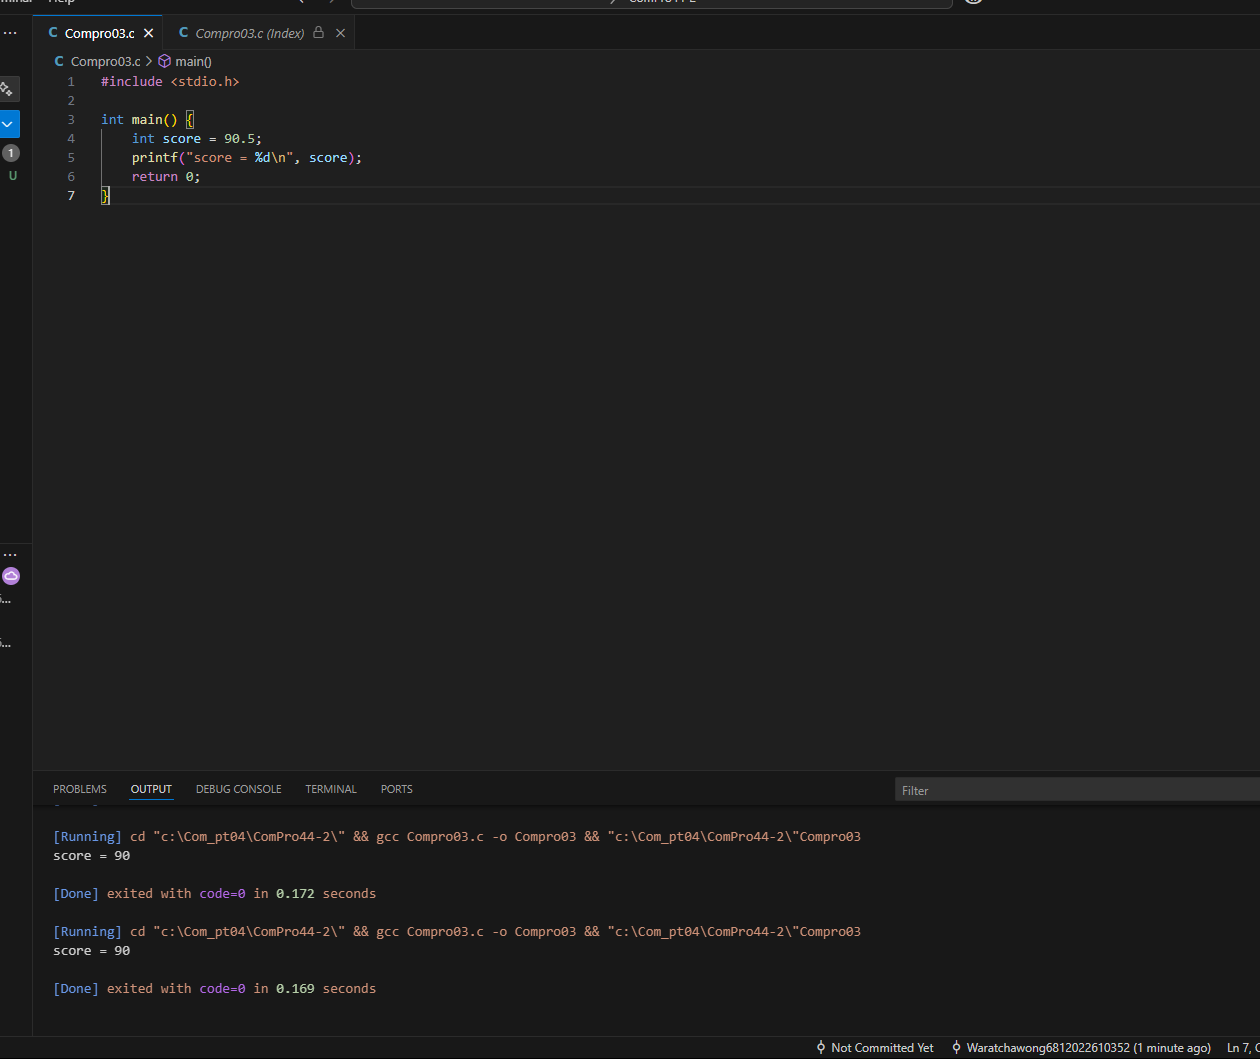 Help
Compro03.c
Compro03.c (Index)
Compro03.c > main()
1 #include <stdio.h>
2
3 int main() {
4     int score = 90.5;
5     printf("score = %d\n", score);
6     return 0;
7 }
1
U
PROBLEMS OUTPUT DEBUG CONSOLE TERMINAL PORTS
Filter
[Running] cd "c:\Com_pt04\ComPro44-2\" && gcc Compro03.c -o Compro03 && "c:\Com_pt04\ComPro44-2\"Compro03
score = 90
[Done] exited with code=0 in 0.172 seconds
[Running] cd "c:\Com_pt04\ComPro44-2\" && gcc Compro03.c -o Compro03 && "c:\Com_pt04\ComPro44-2\"Compro03
score = 90
[Done] exited with code=0 in 0.169 seconds
Not Committed Yet Waratchawong6812022610352 (1 minute ago) Ln 7,